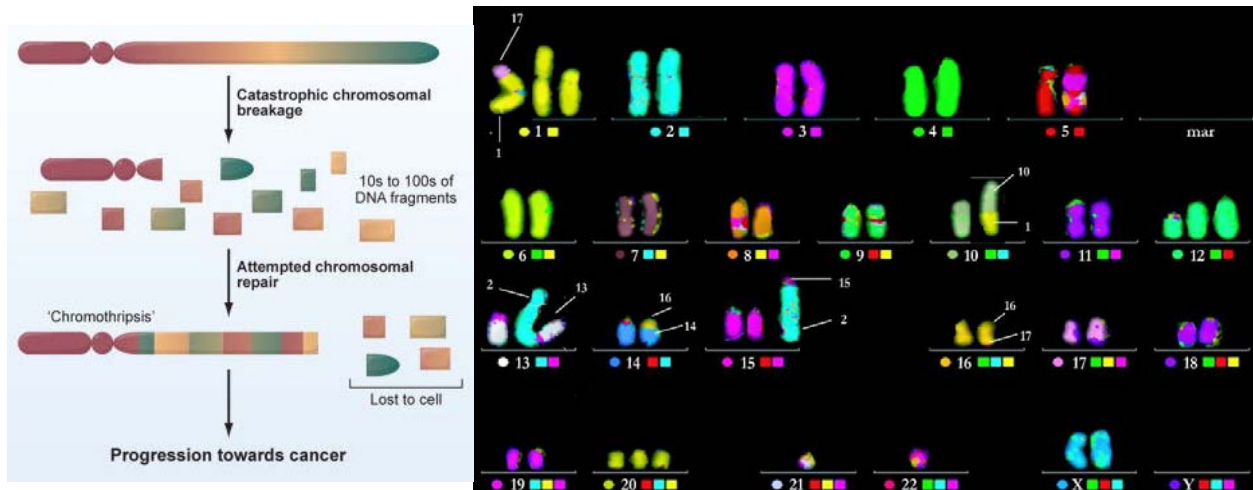 Catastrophic chromosomal
breakage
10s to 100s of
DNA fragments
Attempted chromosomal
repair
‘Chromothripsis’
Lost to cell
Progression towards cancer
17
1
1 2 3 4 5 mar
10
1
6 7 8 9 10 11 12
2
13
16
14
15
2
16
17
13 14 15 16 17 18
19 20 21 22 X Y